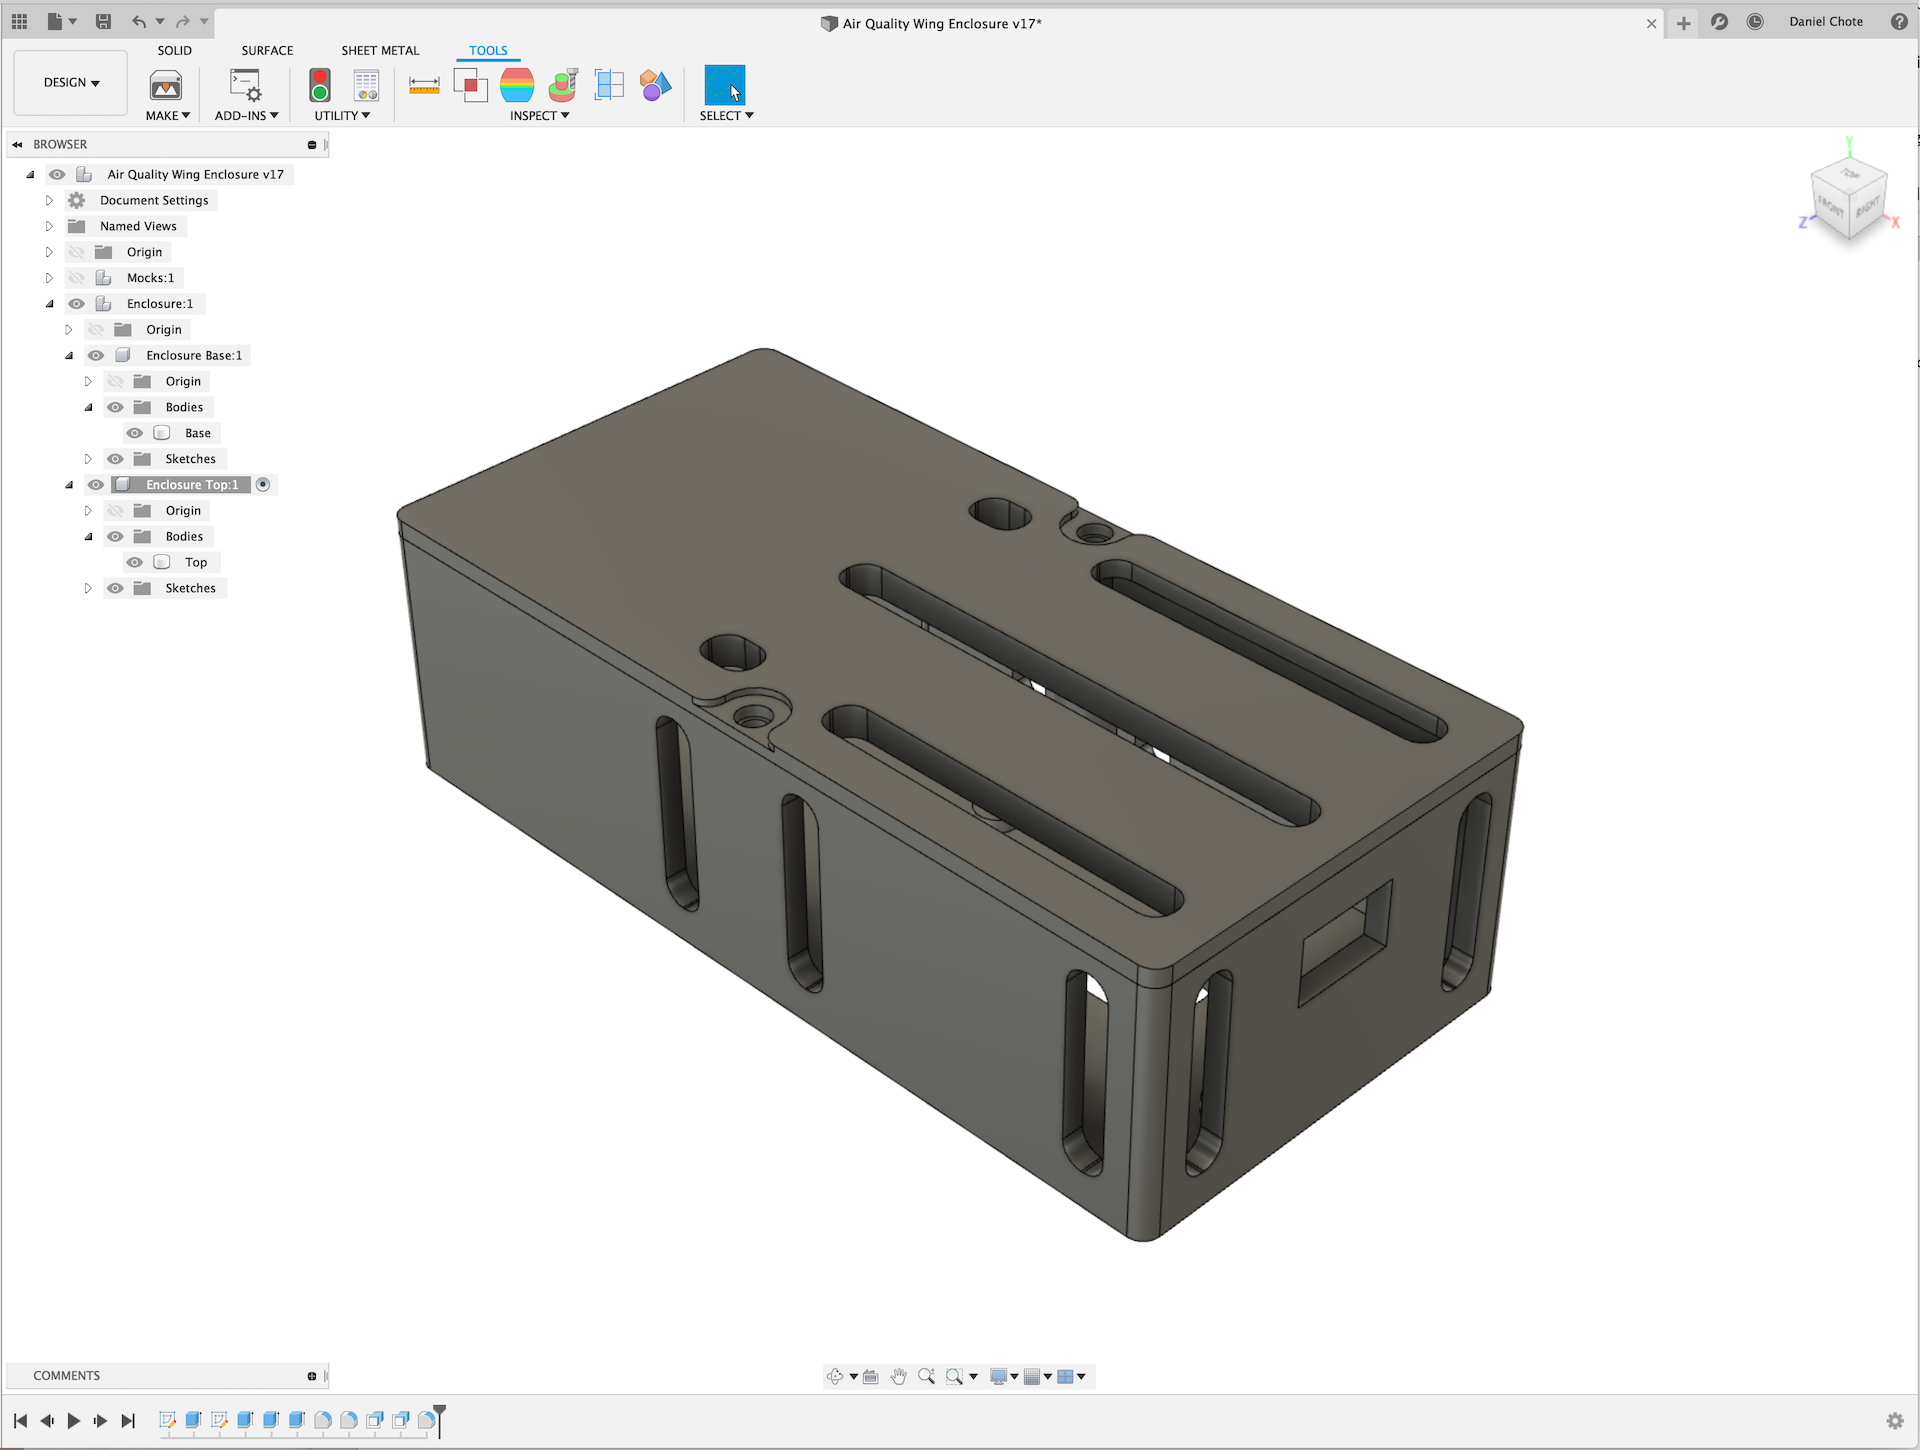 Air Quality Wing Enclosure v17*
Daniel Chote
SOLID
SURFACE
SHEET METAL
TOOLS
DESIGN
MAKE
ADD-INS
UTILITY
INSPECT
SELECT
BROWSER
Air Quality Wing Enclosure v17
Document Settings
Named Views
Origin
Mocks:1
Enclosure:1
Origin
Enclosure Base:1
Origin
Bodies
Base
Sketches
Enclosure Top:1
Origin
Bodies
Top
Sketches
Y
TOP
FRONT
RIGHT
Z
X
COMMENTS